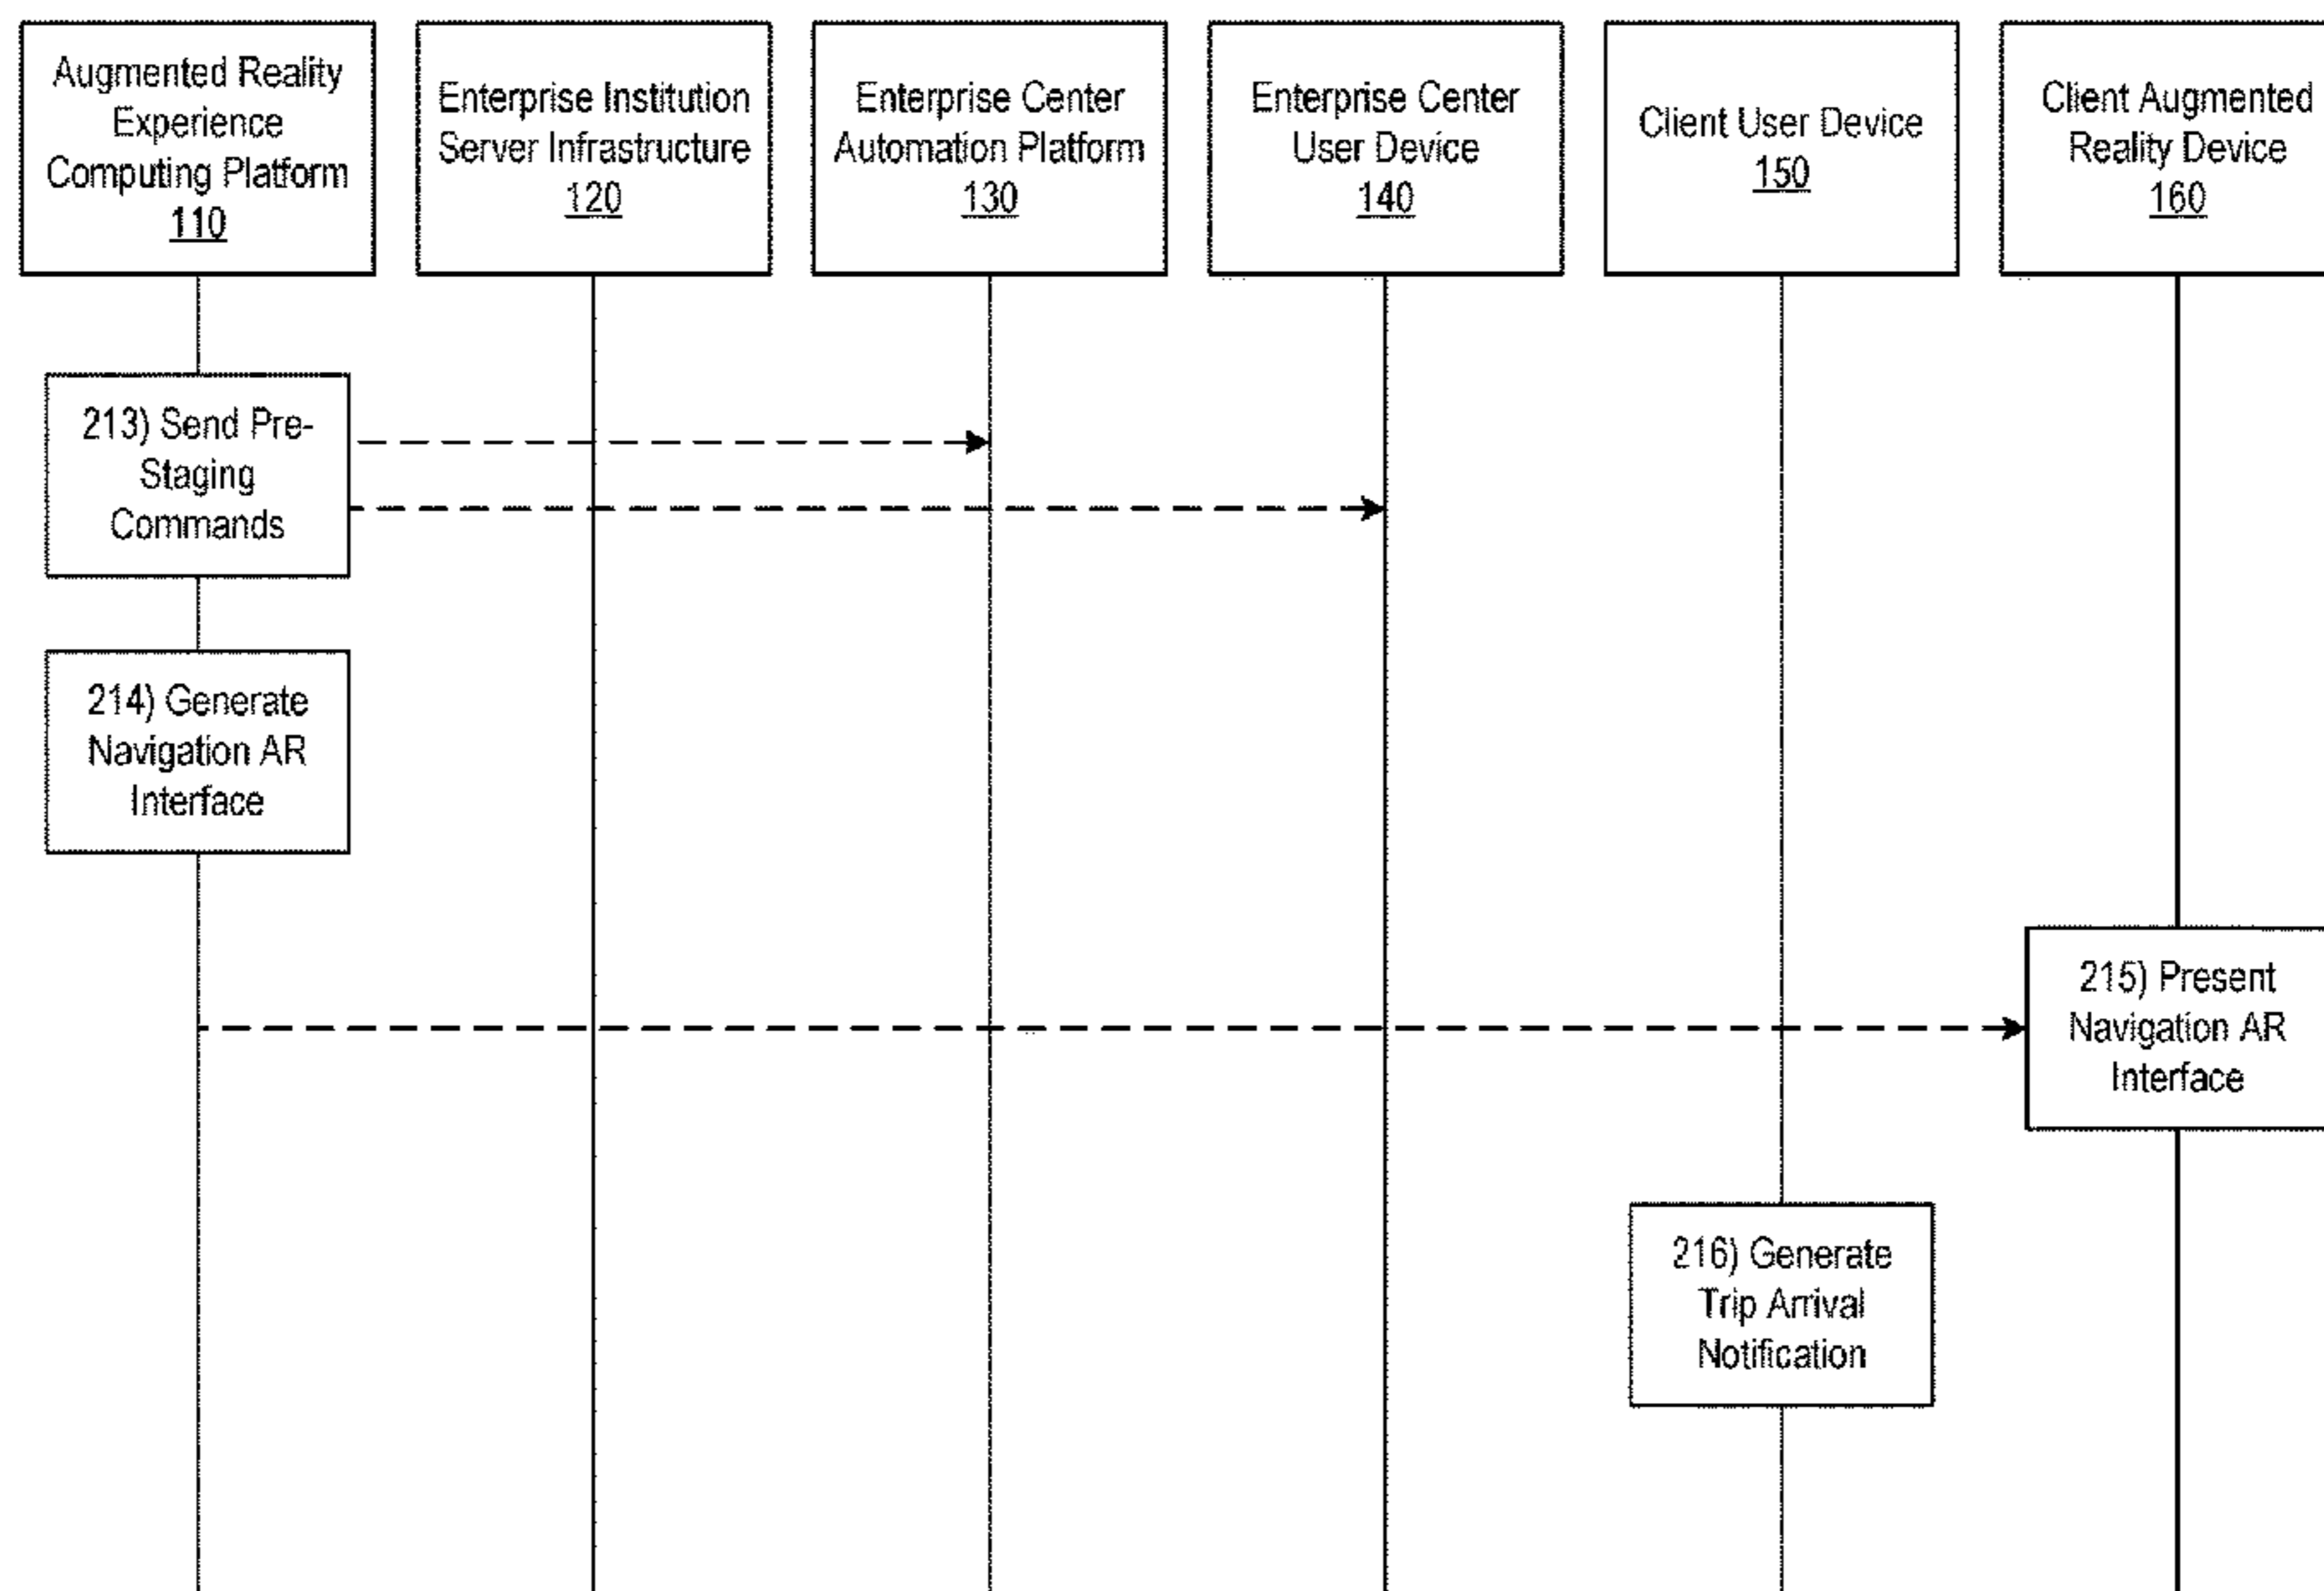 Augmented Reality
Experience
Computing Platform
110
Enterprise Institution
Server Infrastructure
120
Enterprise Center
Automation Platform
130
Enterprise Center
User Device
140
Client User Device
150
Client Augmented
Reality Device
160
213) Send Pre-
Staging
Commands
214) Generate
Navigation AR
Interface
215) Present
Navigation AR
Interface
216) Generate
Trip Arrival
Notification